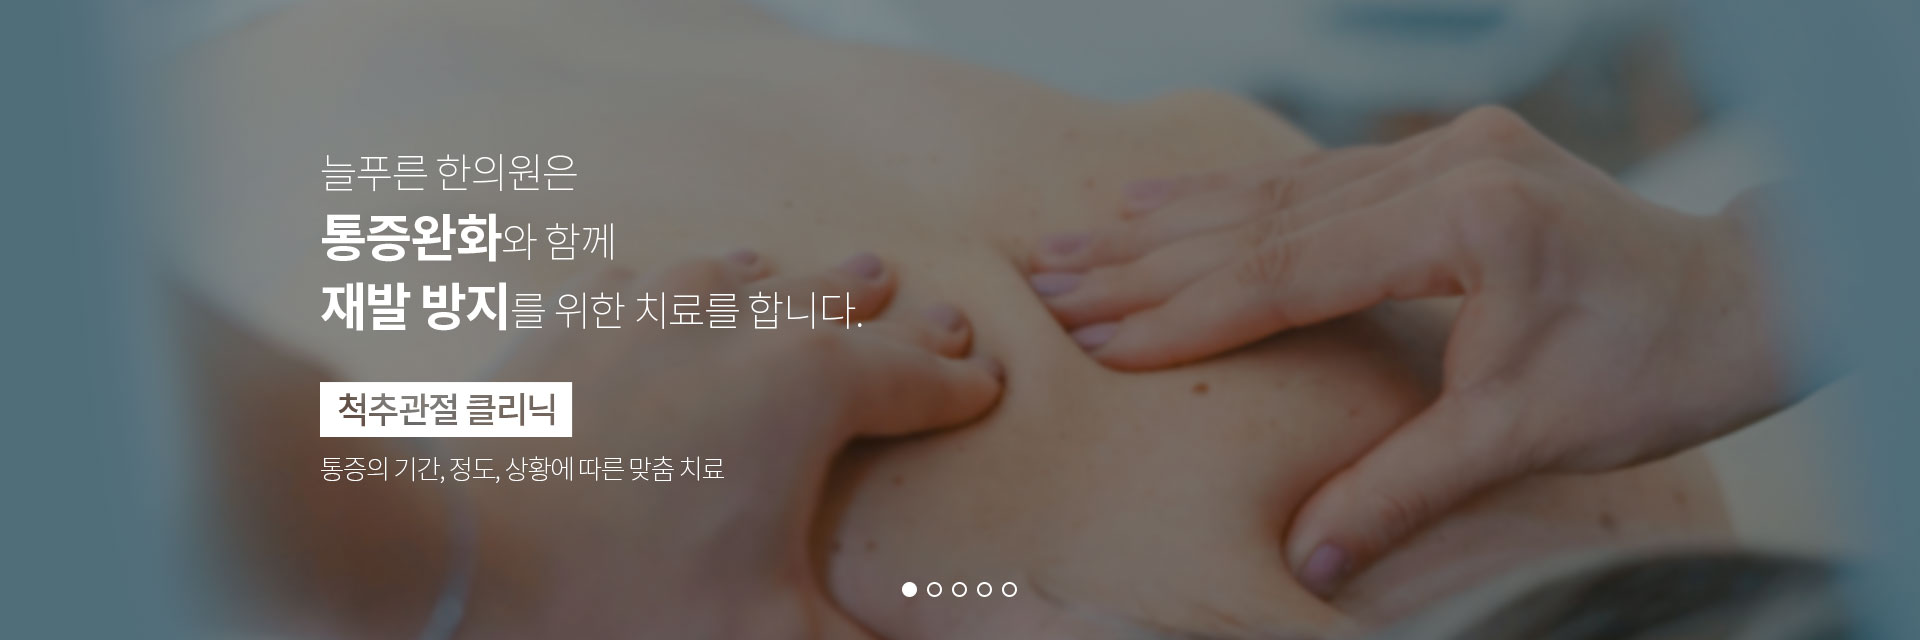 늘푸른 한의원은
통증완화와 함께
재발 방지를 위한 치료를 합니다.
척추관절 클리닉
통증의 기간, 정도, 상황에 따른 맞춤 치료